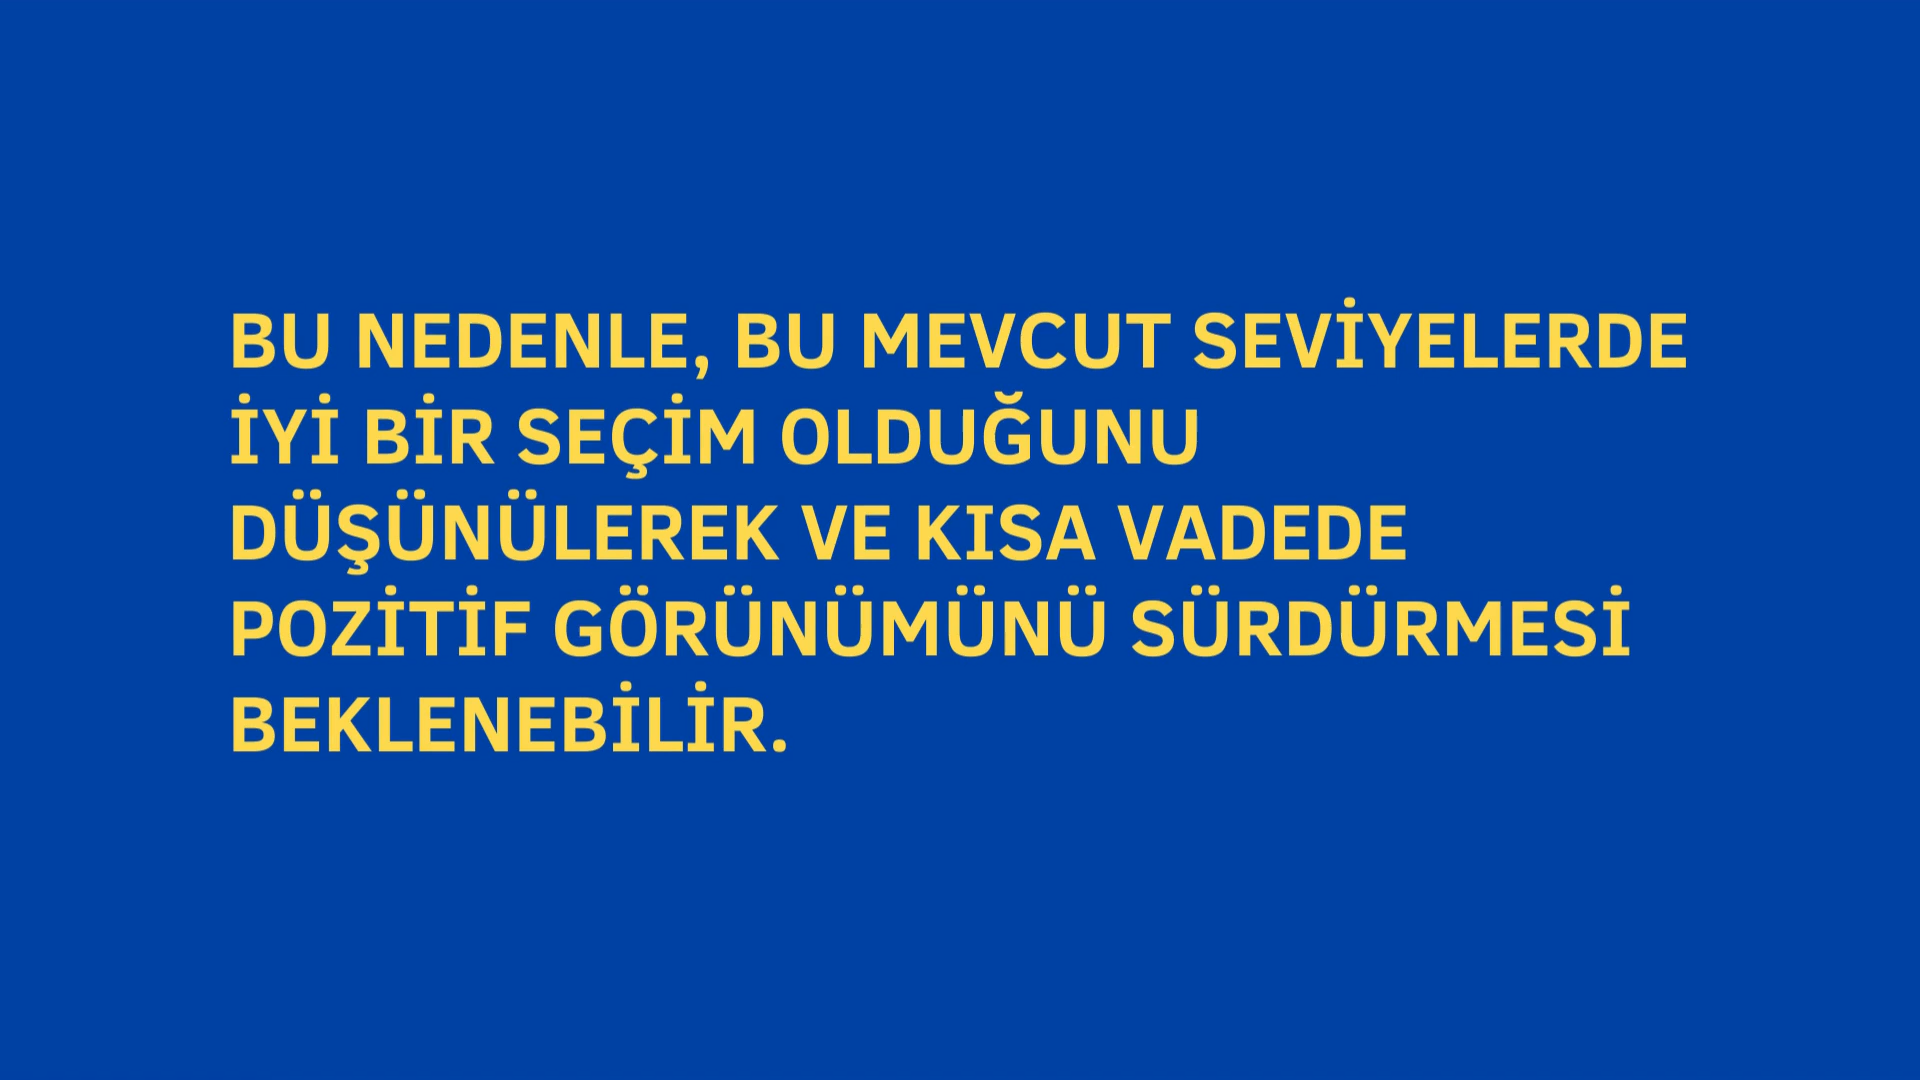 BU NEDENLE, BU MEVCUT SEVİYELERDE
İYİ BİR SEÇİM OLDUĞUNU
DÜŞÜNÜLEREK VE KISA VADEDE
POZİTİF GÖRÜNÜMÜNÜ SÜRDÜRMESİ
BEKLENEBİLİR.